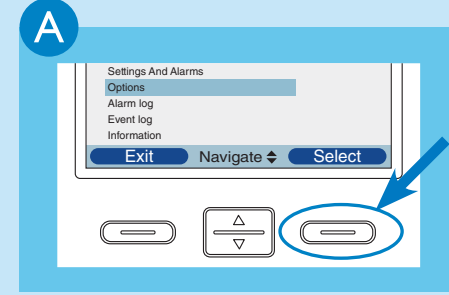 A
Settings And Alarms
Options
Alarm log
Event log
Information
Exit Navigate Select